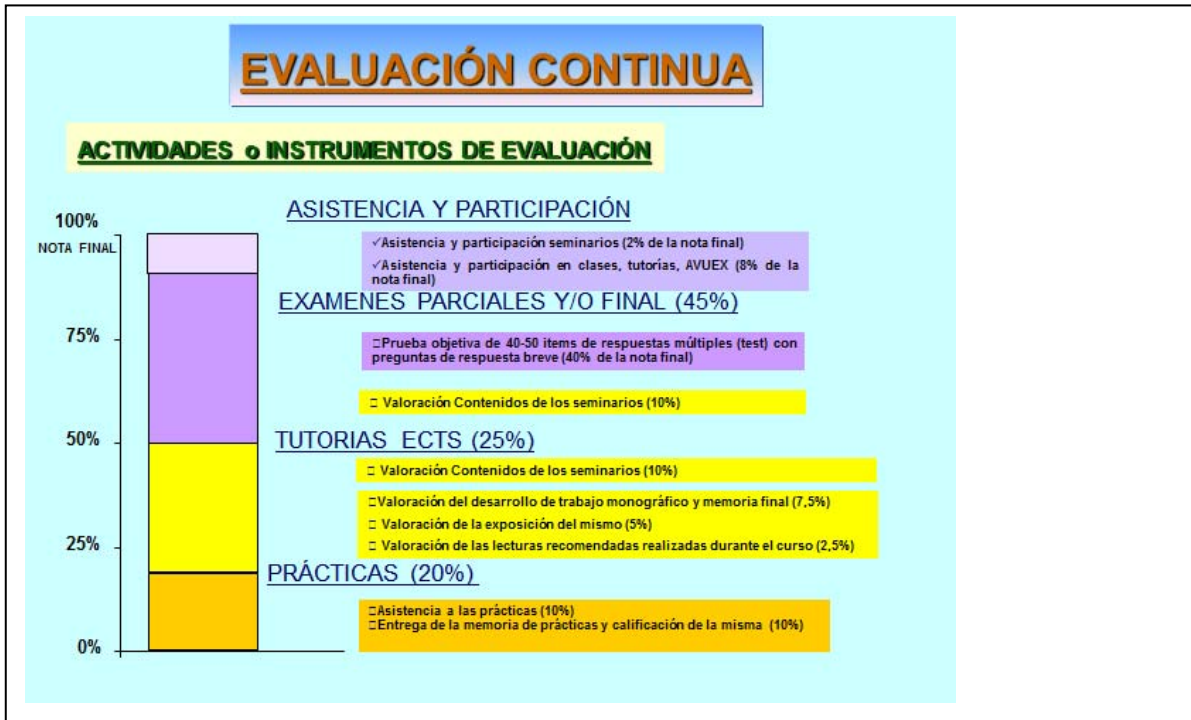 EVALUACIÓN CONTINUA
ACTIVIDADES o INSTRUMENTOS DE EVALUACIÓN
100%
NOTA FINAL
75%
50%
25%
0%
ASISTENCIA Y PARTICIPACIÓN
✓Asistencia y participación seminarios (2% de la nota final)
✓Asistencia y participación en clases, tutorías, AVUEX (8% de la
nota final)
EXAMENES PARCIALES Y/O FINAL (45%)
□Prueba objetiva de 40-50 items de respuestas múltiples (test) con
preguntas de respuesta breve (40% de la nota final)
□ Valoración Contenidos de los seminarios (10%)
TUTORIAS ECTS (25%)
□ Valoración Contenidos de los seminarios (10%)
□Valoración del desarrollo de trabajo monográfico y memoria final (7,5%)
□ Valoración de la exposición del mismo (5%)
□ Valoración de las lecturas recomendadas realizadas durante el curso (2,5%)
PRÁCTICAS (20%)
□Asistencia a las prácticas (10%)
□Entrega de la memoria de prácticas y calificación de la misma (10%)